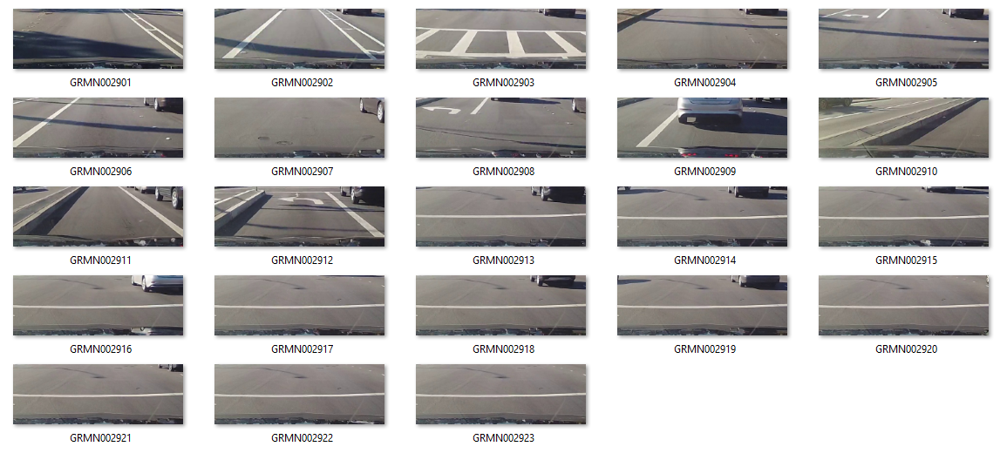 GRMN002901 GRMN002902 GRMN002903 GRMN002904 GRMN002905
GRMN002906 GRMN002907 GRMN002908 GRMN002909 GRMN002910
GRMN002911 GRMN002912 GRMN002913 GRMN002914 GRMN002915
GRMN002916 GRMN002917 GRMN002918 GRMN002919 GRMN002920
GRMN002921 GRMN002922 GRMN002923